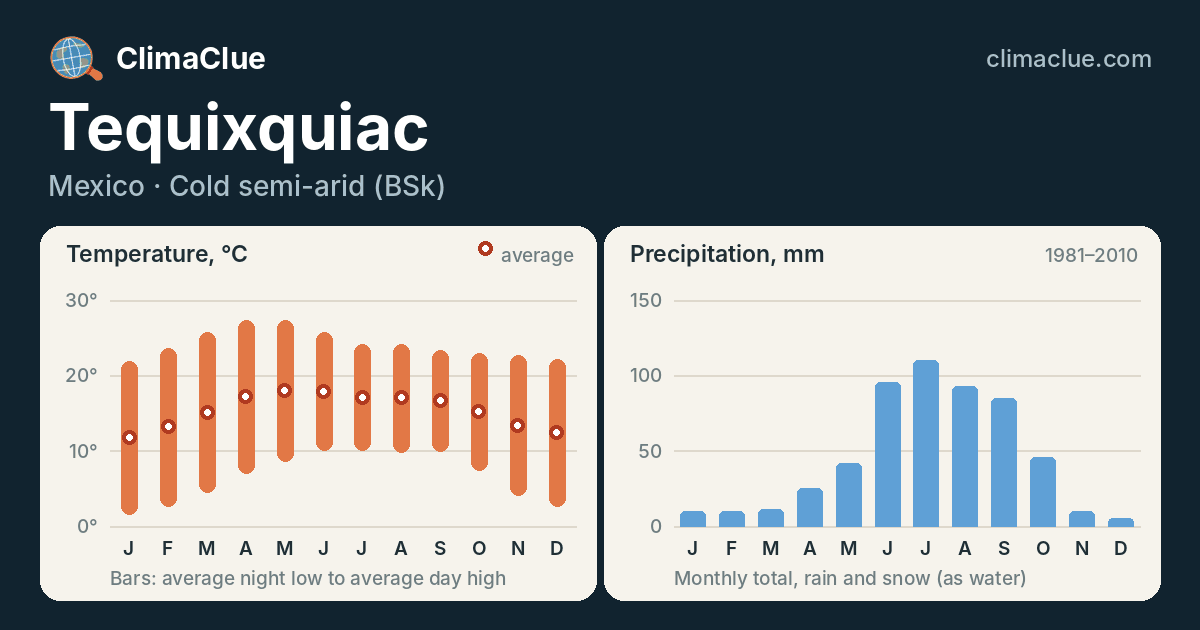 ClimaClue
climaclue.com
Tequixquiac
Mexico · Cold semi-arid (BSk)
Temperature, °C
average
30°
20°
10°
0°
J F M A M J J A S O N D
Bars: average night low to average day high
Precipitation, mm
1981–2010
150
100
50
0
J F M A M J J A S O N D
Monthly total, rain and snow (as water)